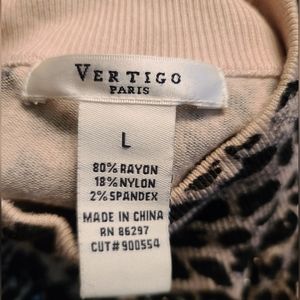 VERTIGO
PARIS
L
80% RAYON
18% NYLON
2% SPANDEX
MADE IN CHINA
RN 86297
CUT# 900554